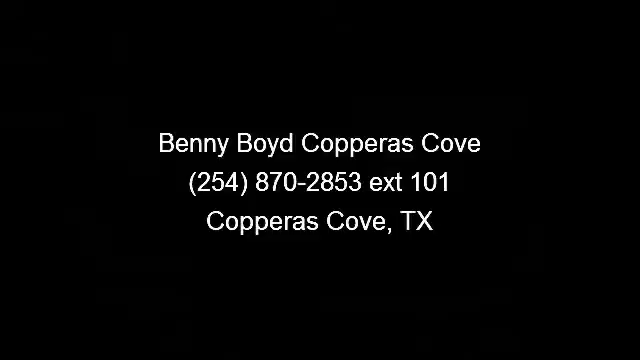 Benny Boyd Copperas Cove
(254) 870-2853 ext 101
Copperas Cove, TX